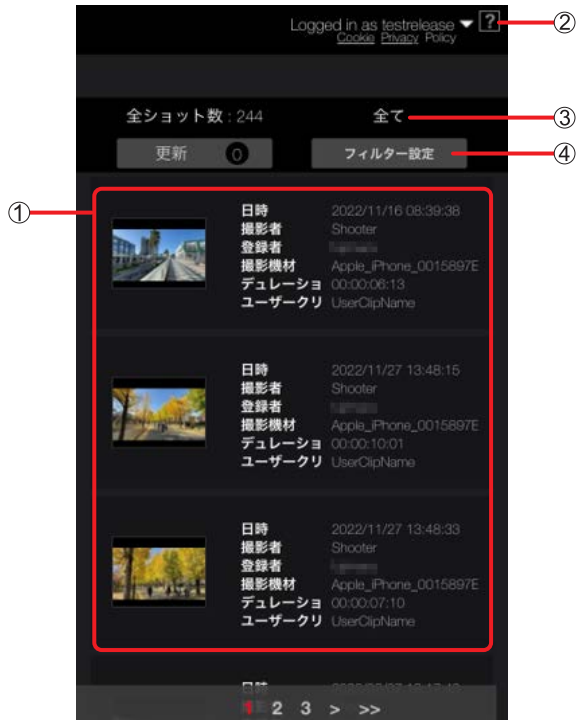 Logged in as testrelease ? ②
Cookie Privacy Policy
全ショット数 : 244 全て ③
更新 0 フィルター設定 ④
①
日時 2022/11/16 08:39:38
撮影者 Shooter
登録者
撮影機材 Apple_iPhone_0015897E
デュレーショ 00:00:06:13
ユーザークリ UserClipName
日時 2022/11/27 13:48:15
撮影者 Shooter
登録者
撮影機材 Apple_iPhone_0015897E
デュレーショ 00:00:10:01
ユーザークリ UserClipName
日時 2022/11/27 13:48:33
撮影者 Shooter
登録者
撮影機材 Apple_iPhone_0015897E
デュレーショ 00:00:07:10
ユーザークリ UserClipName
日時
1 2 3 > >>